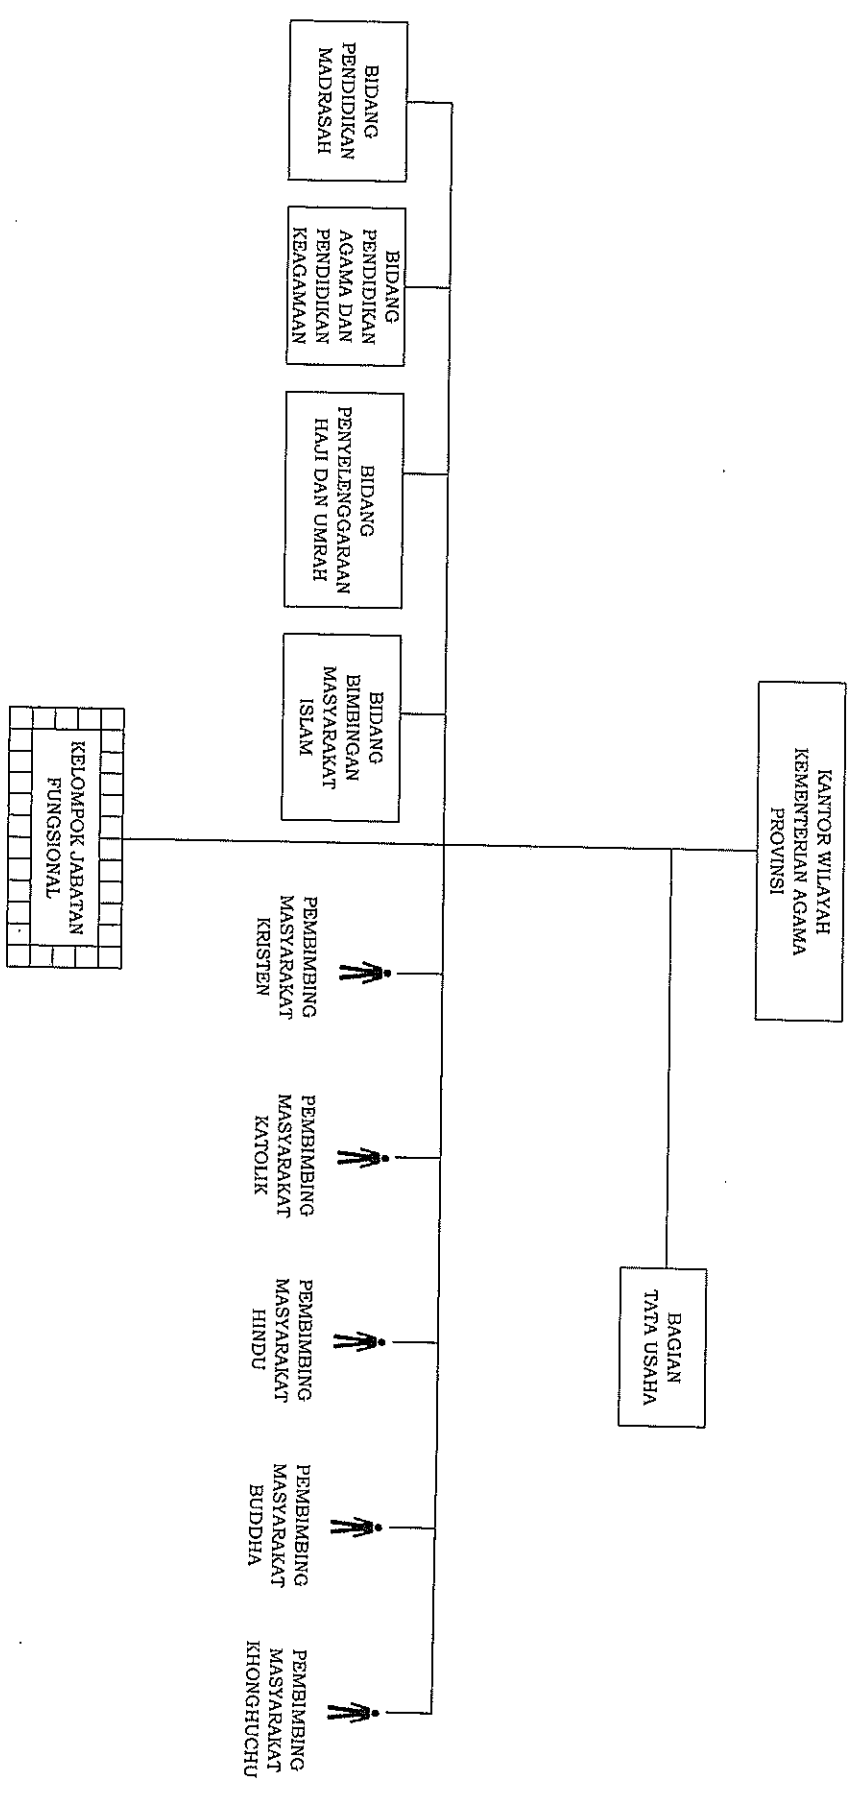 KANTOR WILAYAH
KEMENTERIAN AGAMA
PROVINSI
BAGIAN
TATA USAHA
BIDANG
PENDIDIKAN
MADRASAH
BIDANG
PENDIDIKAN
AGAMA DAN
PENDIDIKAN
KEAGAMAAN
BIDANG
PENYELENGGARAAN
HAJI DAN UMRAH
BIDANG
BIMBINGAN
MASYARAKAT
ISLAM
PEMBIMBING
MASYARAKAT
KRISTEN
PEMBIMBING
MASYARAKAT
KATOLIK
PEMBIMBING
MASYARAKAT
HINDU
PEMBIMBING
MASYARAKAT
BUDDHA
PEMBIMBING
MASYARAKAT
KHONGHUCHU
KELOMPOK JABATAN
FUNGSIONAL